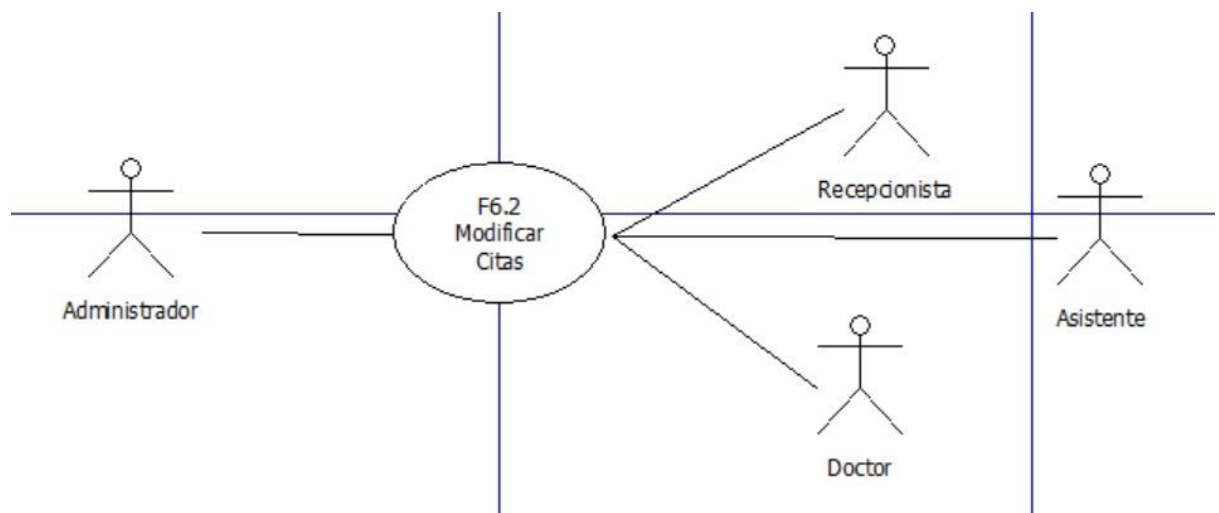 Recepcionista
F6.2
Modificar
Citas
Administrador
Asistente
Doctor